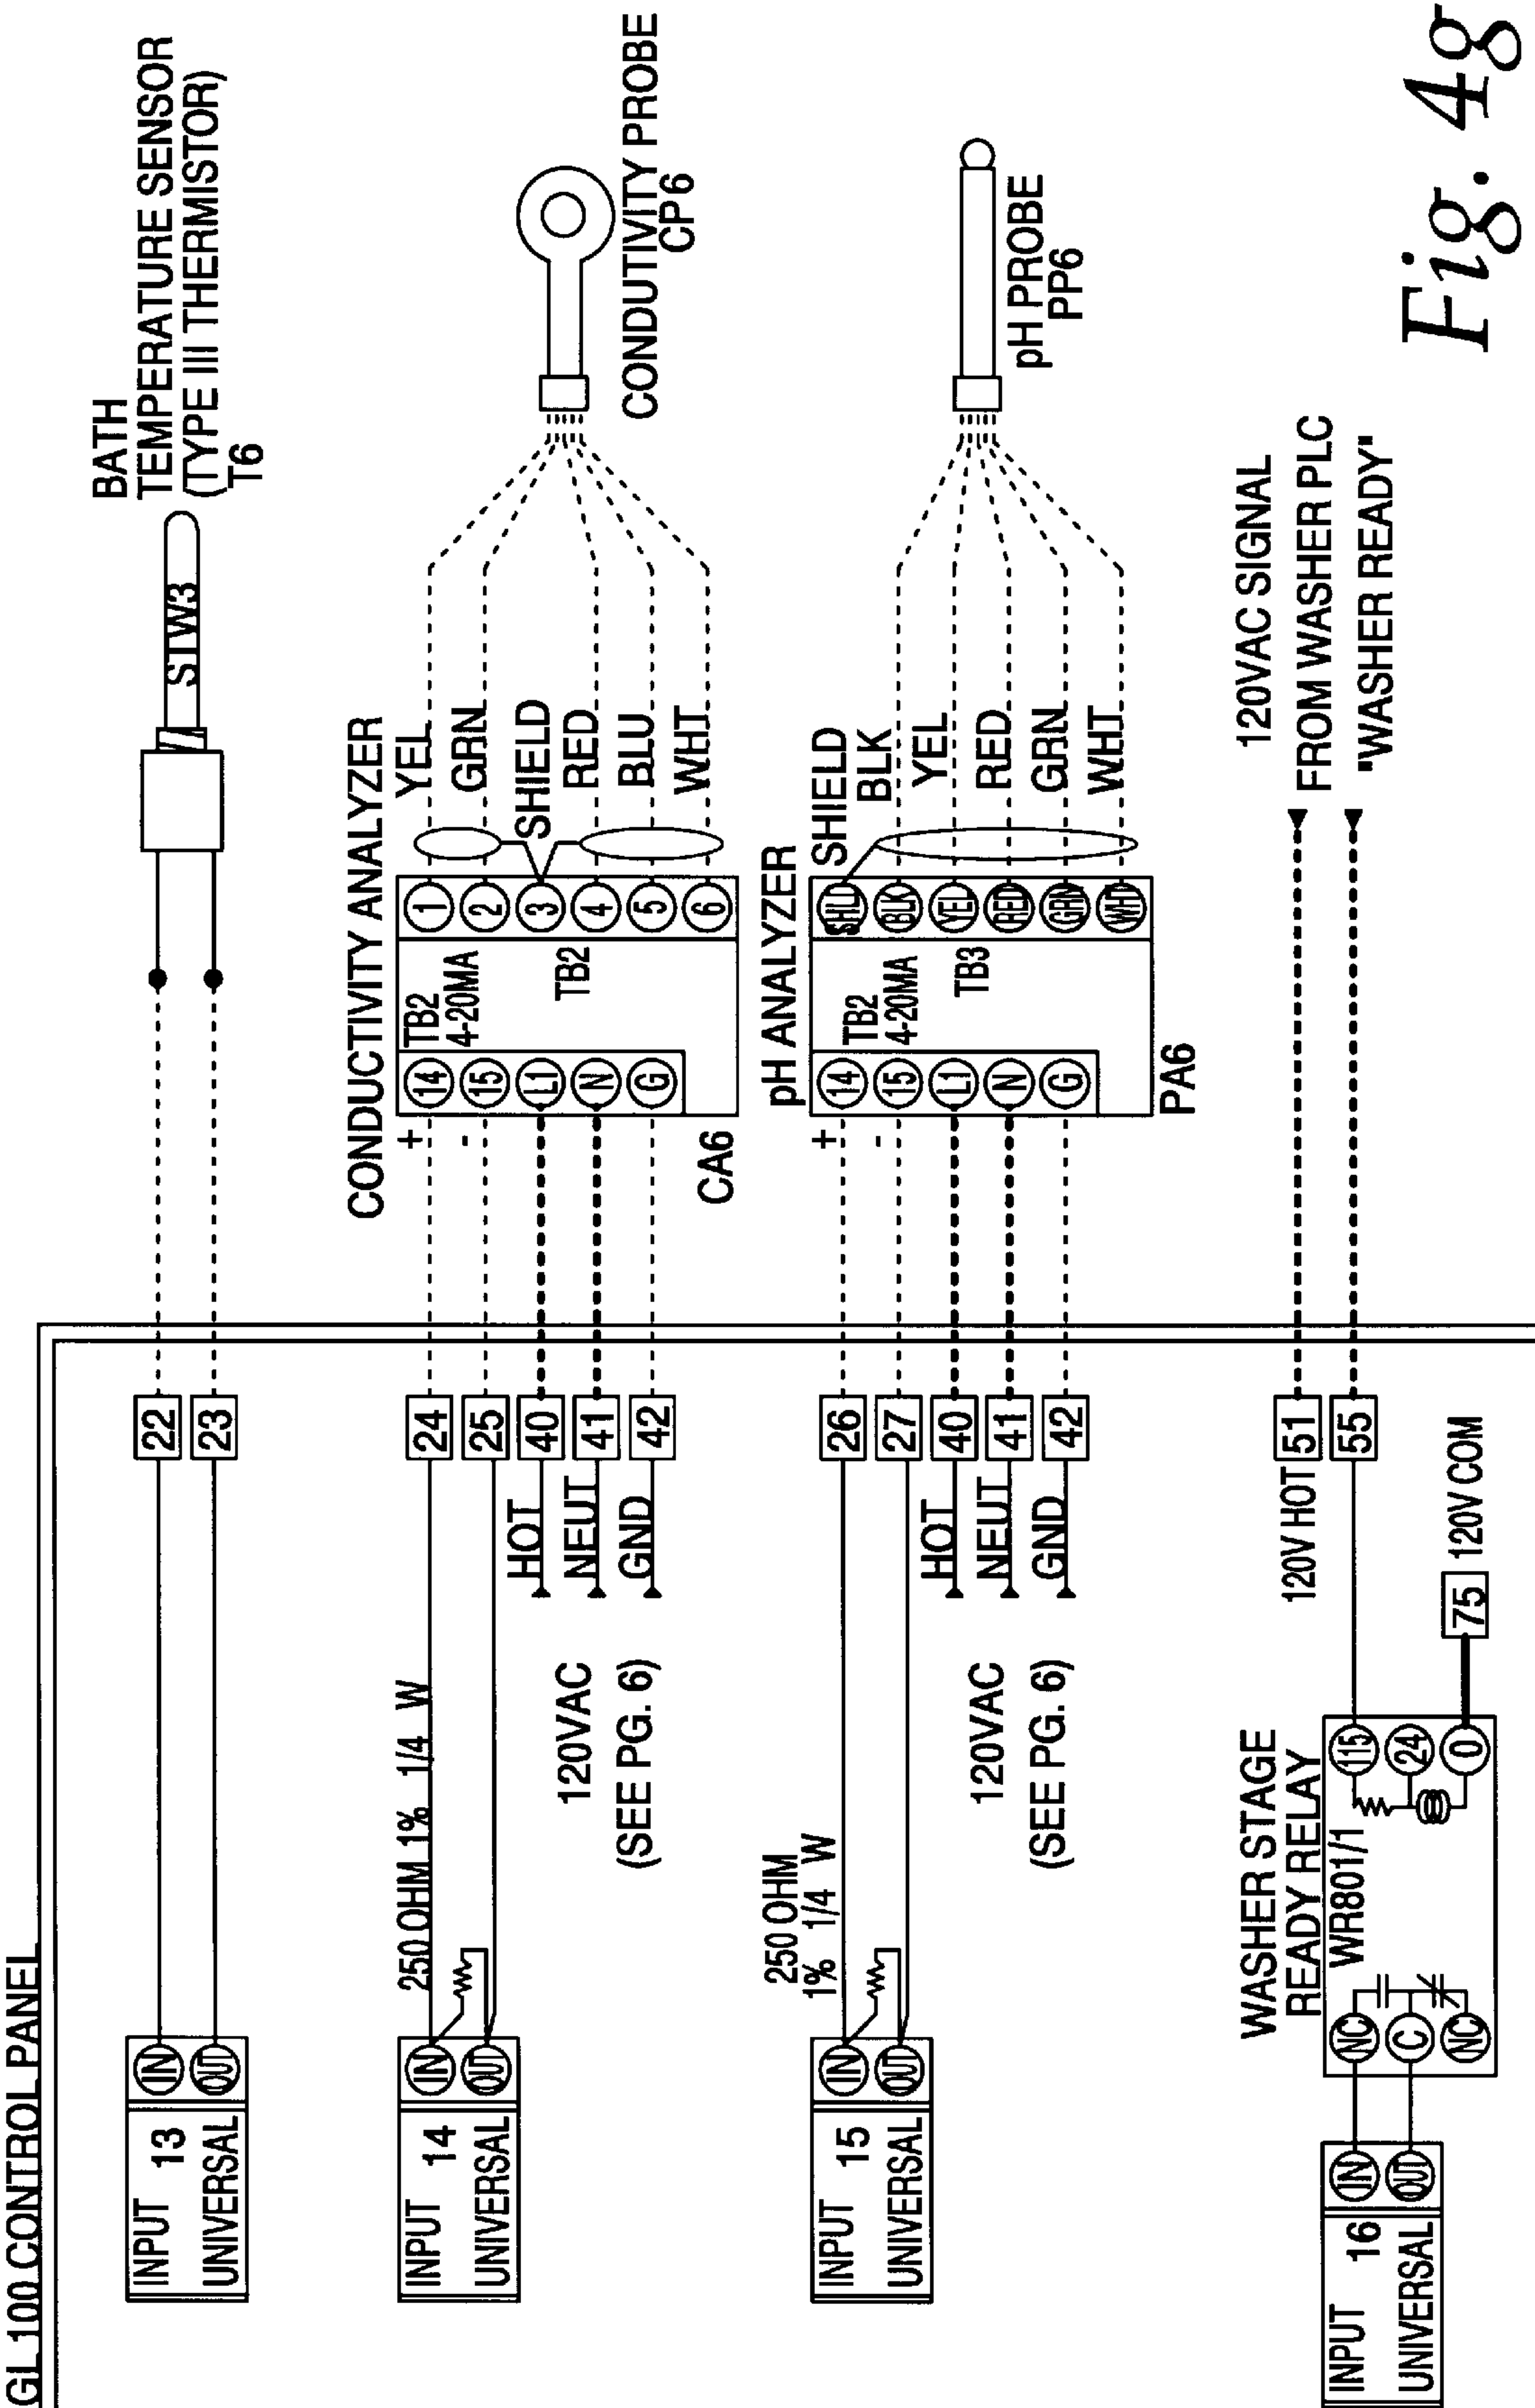 GL 100 CONTROL PANEL
INPUT 13
UNIVERSAL
IN
OUT
22
23
STW3
BATH
TEMPERATURE SENSOR
(TYPE III THERMISTOR)
T6
INPUT 14
UNIVERSAL
IN
OUT
250 OHM 1% 1/4 W
24
25
40
41
42
HOT
NEUT
GND
120VAC
(SEE PG. 6)
CONDUCTIVITY ANALYZER
+
-
14
15
L1
N
G
TB2
4-20MA
TB2
CA6
1
2
3
4
5
6
YEL
GRN
SHIELD
RED
BLU
WHT
CONDUTIVITY PROBE
CP6
INPUT 15
UNIVERSAL
IN
OUT
250 OHM
1% 1/4 W
26
27
40
41
42
HOT
NEUT
GND
120VAC
(SEE PG. 6)
pH ANALYZER
+
-
14
15
L1
N
G
TB2
4-20MA
TB3
PA6
SHLD
BLK
YEL
RED
GRN
WHT
SHIELD
BLK
YEL
RED
GRN
WHT
pH PROBE
PP6
INPUT 16
UNIVERSAL
IN
OUT
WASHER STAGE
READY RELAY
WR801/1
NC
C
NC
115
24
0
120V HOT
51
55
75
120V COM
120VAC SIGNAL
FROM WASHER PLC
"WASHER READY"
Fig. 4g